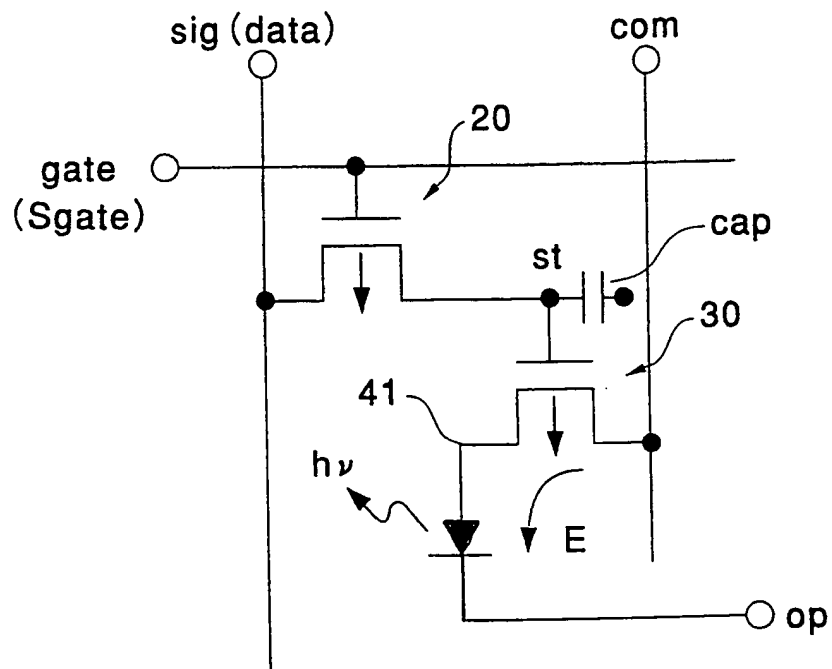 sig (data)
com
20
gate
(Sgate)
cap
st
30
41
hν
E
op